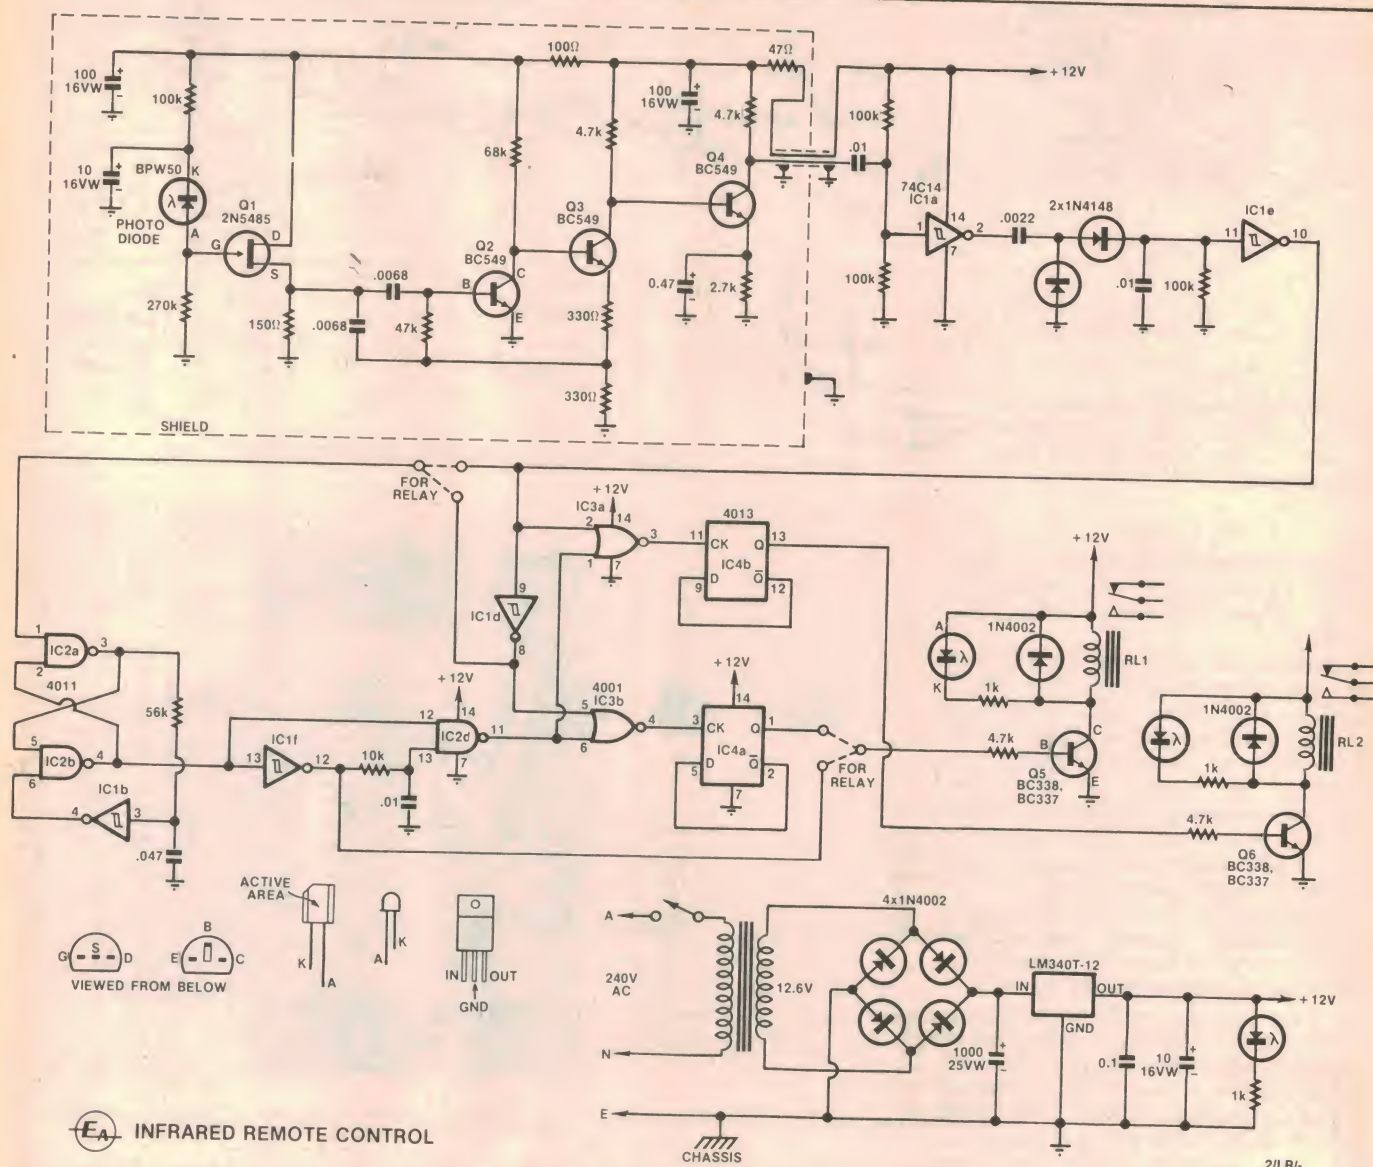 100
16VW
+
−
100k
10
16VW
+
−
BPW50
K
λ
A
PHOTO
DIODE
Q1
2N5485
G
D
S
270k
150Ω
.0068
.0068
47k
Q2
BC549
B
C
E
68k
100Ω
4.7k
Q3
BC549
330Ω
330Ω
100
16VW
+
−
4.7k
47Ω
Q4
BC549
0.47
+
−
2.7k
SHIELD
+12V
100k
.01
100k
74C14
IC1a
1
14
2
7
.0022
2x1N4148
.01
100k
IC1e
11
10
FOR
RELAY
+12V
IC3a
2
14
3
1
7
4013
11
CK
Q
13
IC4b
D
Q̅
9
12
9
IC1d
8
1
IC2a
3
2
4011
56k
5
IC2b
4
6
IC1b
4
3
.047
13
IC1f
12
10k
.01
+12V
12
14
IC2d
11
13
7
4001
IC3b
5
4
6
+12V
14
3
CK
Q
1
IC4a
D
Q̅
5
2
7
FOR
RELAY
+12V
A
λ
K
1N4002
1k
RL1
4.7k
B
C
E
Q5
BC338,
BC337
λ
1N4002
1k
RL2
4.7k
Q6
BC338,
BC337
G
S
D
B
E
C
VIEWED FROM BELOW
ACTIVE
AREA
K
A
K
A
IN
OUT
GND
A
240V
AC
N
E
12.6V
4x1N4002
1000
25VW
+
−
LM340T-12
IN
OUT
GND
0.1
10
16VW
+
−
+12V
λ
1k
CHASSIS
EA INFRARED REMOTE CONTROL